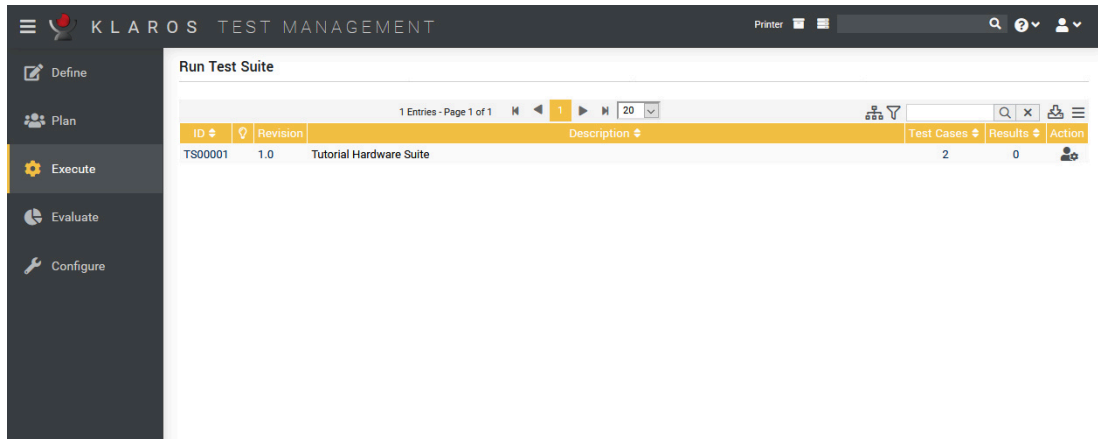 KLAROS TEST MANAGEMENT
Printer
Define
Plan
Execute
Evaluate
Configure
Run Test Suite
1 Entries - Page 1 of 1 1 20
ID Revision Description Test Cases Results Action
TS00001 1.0 Tutorial Hardware Suite 2 0